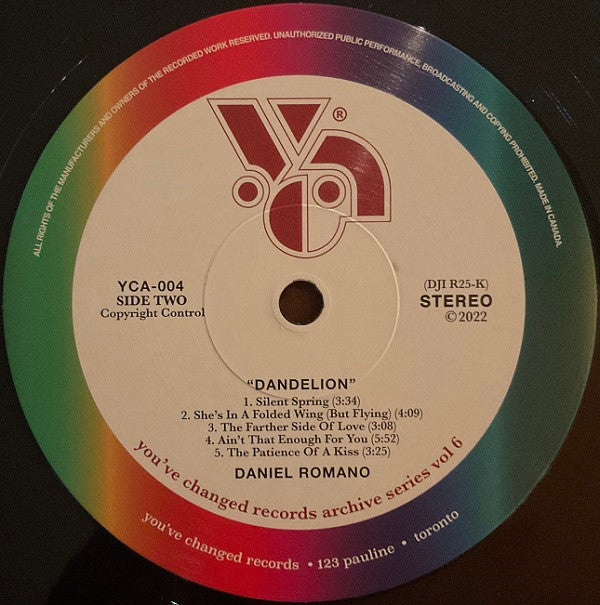 ALL RIGHTS OF THE MANUFACTURERS AND OWNERS OF THE RECORDED WORK RESERVED. UNAUTHORIZED PUBLIC PERFORMANCE, BROADCASTING AND COPYING PROHIBITED. MADE IN CANADA.
®
YCA-004
SIDE TWO
Copyright Control
(DJI R25-K)
STEREO
©2022
"DANDELION"
1. Silent Spring (3:34)
2. She's In A Folded Wing (But Flying) (4:09)
3. The Farther Side Of Love (3:08)
4. Ain't That Enough For You (5:52)
5. The Patience Of A Kiss (3:25)
DANIEL ROMANO
you've changed records archive series vol 6
you've changed records • 123 pauline • toronto